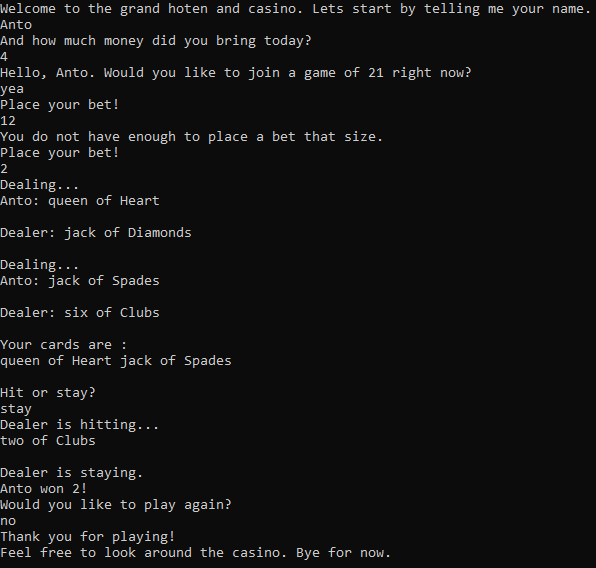 Welcome to the grand hoten and casino. Lets start by telling me your name.
Anto
And how much money did you bring today?
4
Hello, Anto. Would you like to join a game of 21 right now?
yea
Place your bet!
12
You do not have enough to place a bet that size.
Place your bet!
2
Dealing...
Anto: queen of Heart
Dealer: jack of Diamonds
Dealing...
Anto: jack of Spades
Dealer: six of Clubs
Your cards are :
queen of Heart jack of Spades
Hit or stay?
stay
Dealer is hitting...
two of Clubs
Dealer is staying.
Anto won 2!
Would you like to play again?
no
Thank you for playing!
Feel free to look around the casino. Bye for now.